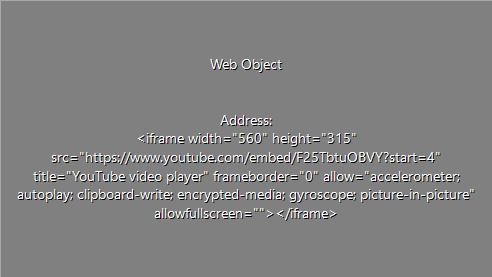 Web Object
Address:
<iframe width="560" height="315"
src="https://www.youtube.com/embed/F25TbtuOBVY?start=4"
title="YouTube video player" frameborder="0" allow="accelerometer;
autoplay; clipboard-write; encrypted-media; gyroscope; picture-in-picture"
allowfullscreen=""></iframe>